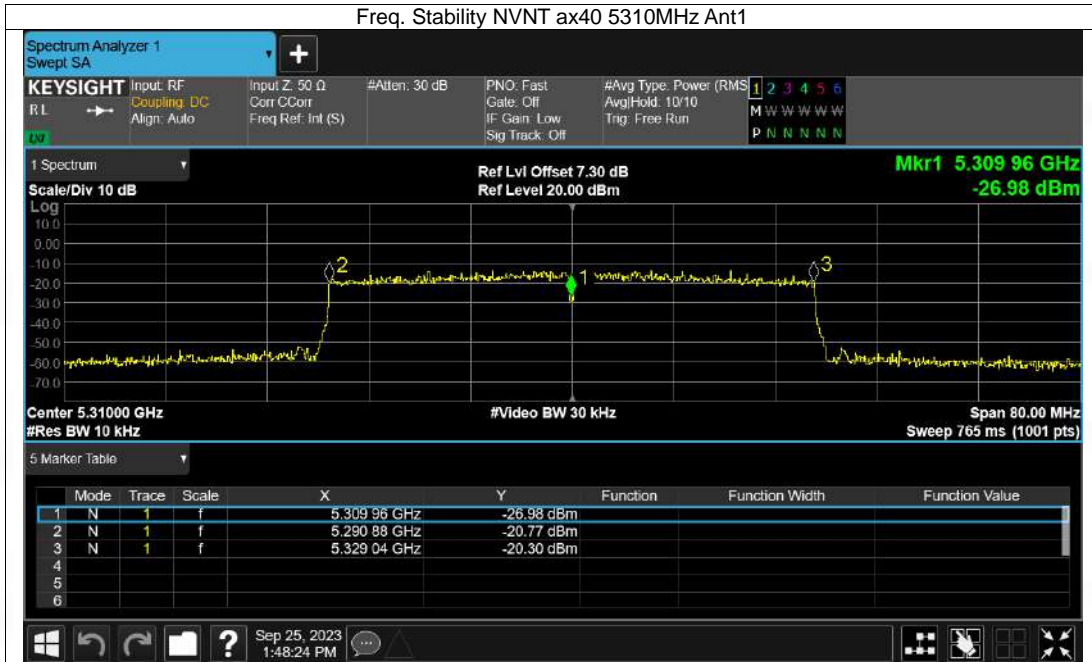 Freq. Stability NVNT ax40 5310MHz Ant1
Spectrum Analyzer 1
Swept SA
+
KEYSIGHT Input: RF Input Z: 50 Ω #Atten: 30 dB PNO: Fast #Avg Type: Power (RMS 1 2 3 4 5 6
RL Coupling: DC Corr CCorr Gate: Off Avg|Hold: 10/10 M W W W W W
Align: Auto Freq Ref: Int (S) IF Gain: Low Trig: Free Run
LXI Sig Track: Off P N N N N N
1 Spectrum Ref Lvl Offset 7.30 dB Mkr1 5.309 96 GHz
Scale/Div 10 dB Ref Level 20.00 dBm -26.98 dBm
Log
10.0
0.00
-10.0
2 3
-20.0 1
-30.0
-40.0
-50.0
-60.0
-70.0
Center 5.31000 GHz #Video BW 30 kHz Span 80.00 MHz
#Res BW 10 kHz Sweep 765 ms (1001 pts)
5 Marker Table
Mode Trace Scale X Y Function Function Width Function Value
1 N 1 f 5.309 96 GHz -26.98 dBm
2 N 1 f 5.290 88 GHz -20.77 dBm
3 N 1 f 5.329 04 GHz -20.30 dBm
4
5
6
? Sep 25, 2023
1:48:24 PM